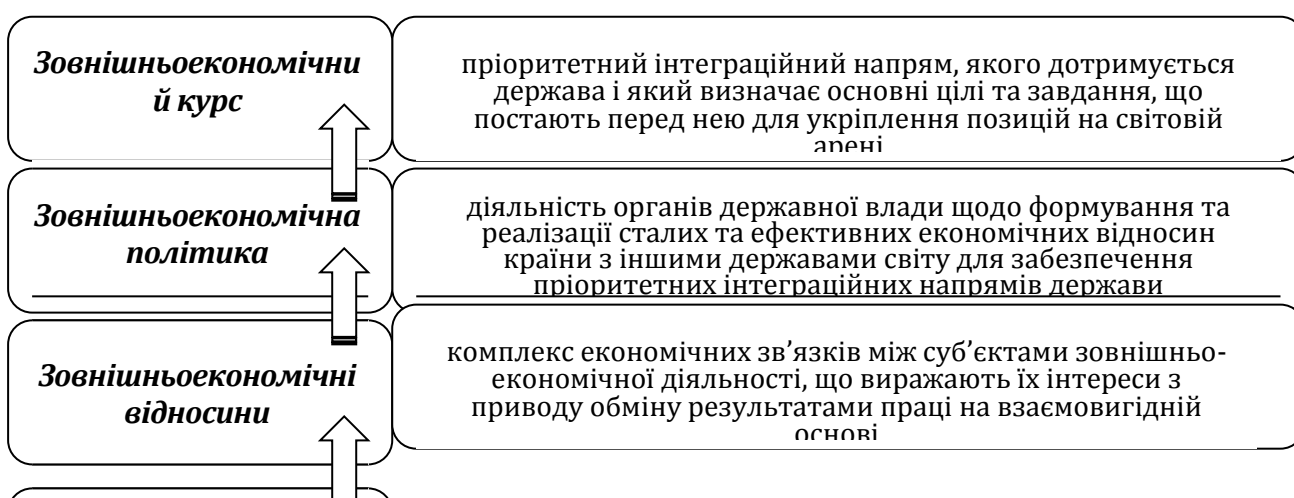 Зовнішньоекономічни
й курс
пріоритетний інтеграційний напрям, якого дотримується
держава і який визначає основні цілі та завдання, що
постають перед нею для укріплення позицій на світовій
арені
Зовнішньоекономічна
політика
діяльність органів державної влади щодо формування та
реалізації сталих та ефективних економічних відносин
країни з іншими державами світу для забезпечення
пріоритетних інтеграційних напрямів держави
Зовнішньоекономічні
відносини
комплекс економічних зв’язків між суб’єктами зовнішньо-
економічної діяльності, що виражають їх інтереси з
приводу обміну результатами праці на взаємовигідній
основі